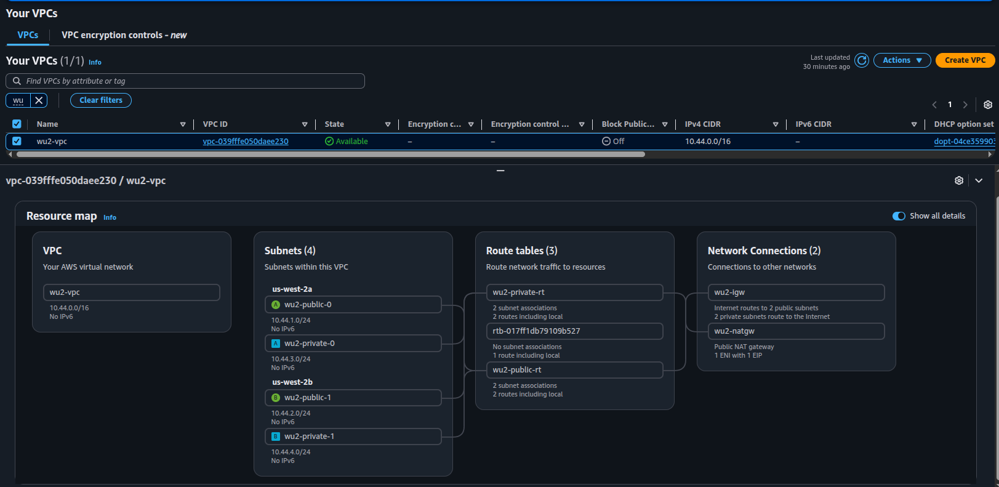 Your VPCs
VPCs
VPC encryption controls - new
Your VPCs (1/1) Info
Last updated
30 minutes ago
Actions
Create VPC
Find VPCs by attribute or tag
wu
Clear filters
1
Name
VPC ID
State
Encryption c...
Encryption control ...
Block Public...
IPv4 CIDR
IPv6 CIDR
DHCP option set
wu2-vpc
vpc-039fffe050daee230
Available
–
–
Off
10.44.0.0/16
–
dopt-04ce359903
vpc-039fffe050daee230 / wu2-vpc
Resource map Info
Show all details
VPC
Your AWS virtual network
wu2-vpc
10.44.0.0/16
No IPv6
Subnets (4)
Subnets within this VPC
us-west-2a
A wu2-public-0
10.44.1.0/24
No IPv6
A wu2-private-0
10.44.3.0/24
No IPv6
us-west-2b
B wu2-public-1
10.44.2.0/24
No IPv6
B wu2-private-1
10.44.4.0/24
No IPv6
Route tables (3)
Route network traffic to resources
wu2-private-rt
2 subnet associations
2 routes including local
rtb-017ff1db79109b527
No subnet associations
1 route including local
wu2-public-rt
2 subnet associations
2 routes including local
Network Connections (2)
Connections to other networks
wu2-igw
Internet routes to 2 public subnets
2 private subnets route to the Internet
wu2-natgw
Public NAT gateway
1 ENI with 1 EIP